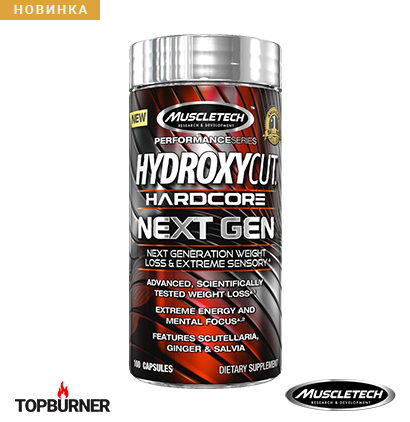 НОВИНКА
NEW
MUSCLETECH
RESEARCH & DEVELOPMENT
PERFORMANCE SERIES
HYDROXYCUT
HARDCORE
NEXT GEN
NEXT GENERATION WEIGHT
LOSS & EXTREME SENSORY
ADVANCED, SCIENTIFICALLY
TESTED WEIGHT LOSS
EXTREME ENERGY AND
MENTAL FOCUS
FEATURES SCUTELLARIA,
GINGER & SALVIA
100 CAPSULES
DIETARY SUPPLEMENT
TOPBURNER
MUSCLETECH
RESEARCH & DEVELOPMENT